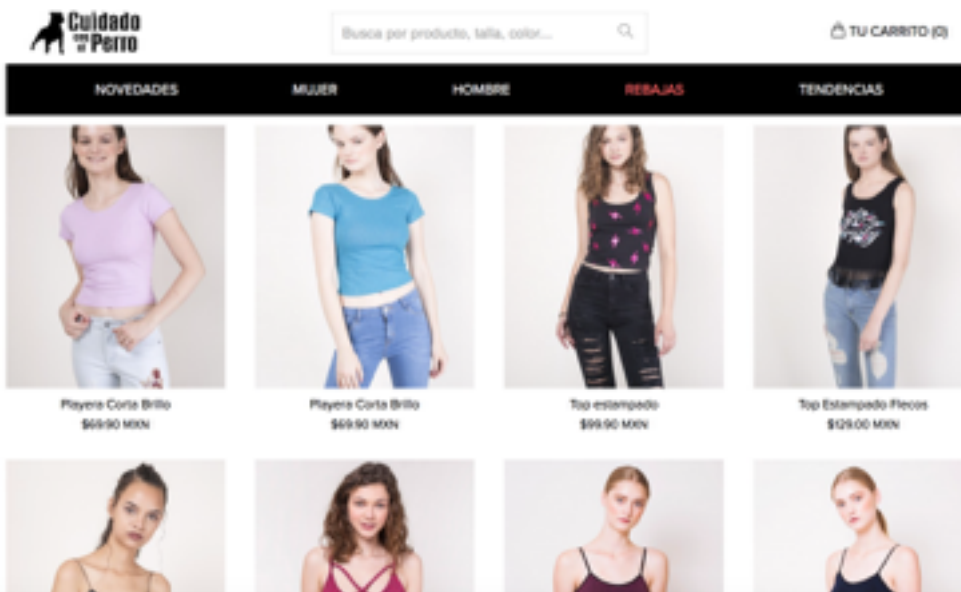 Cuidado
con
el Perro
Busca por producto, talla, color...
TU CARRITO (0)
NOVEDADES MUJER HOMBRE REBAJAS TENDENCIAS
Playera Corta Brillo
$69.90 MXN
Playera Corta Brillo
$69.90 MXN
Top estampado
$99.90 MXN
Top Estampado Flecos
$129.00 MXN